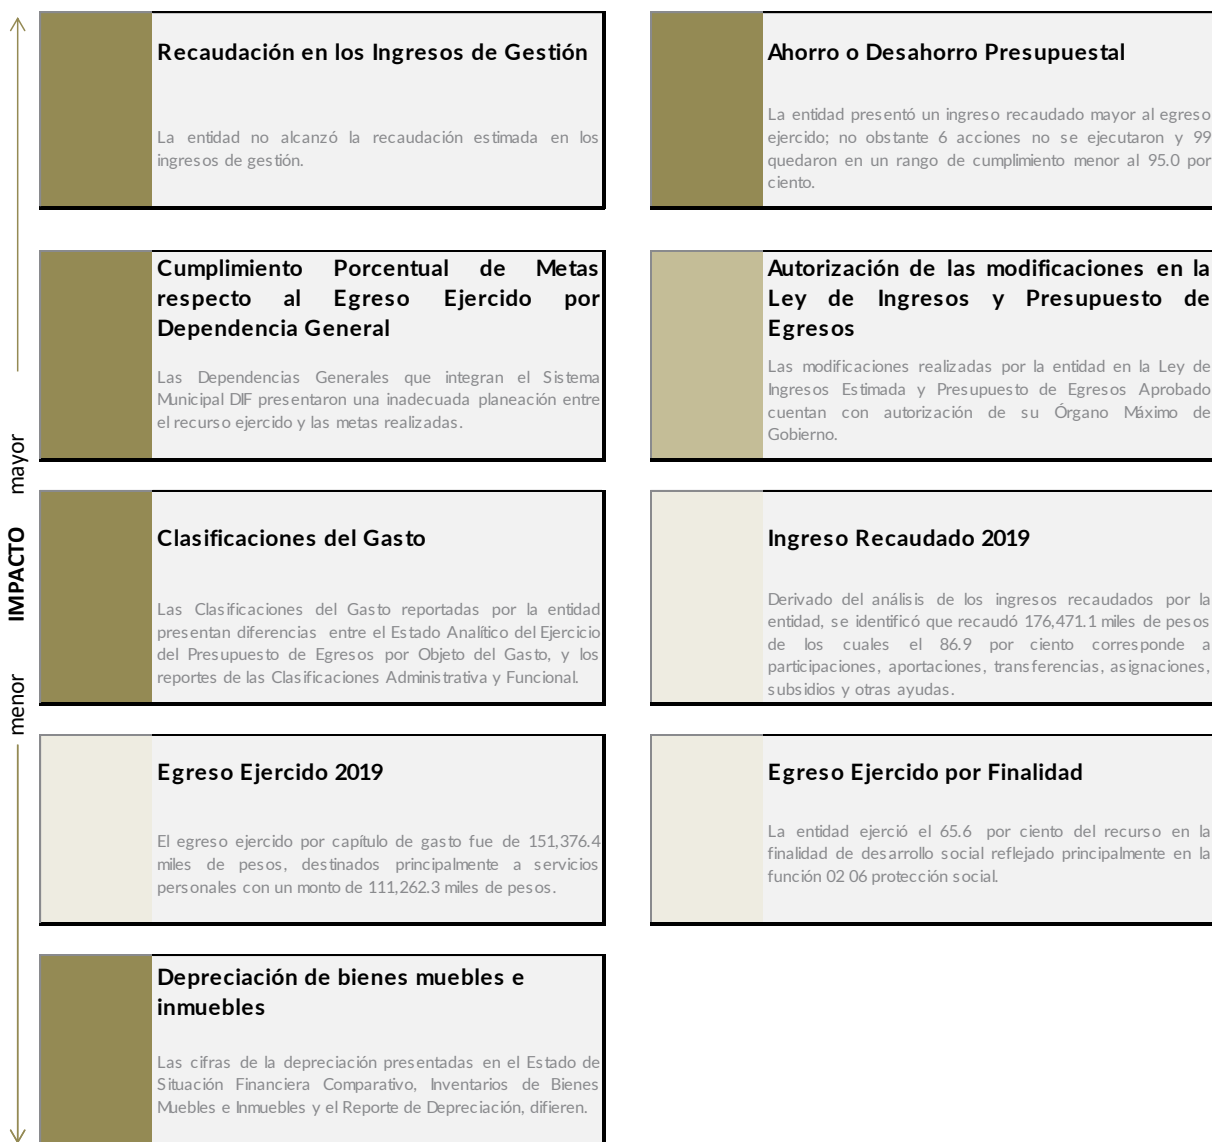 Recaudación en los Ingresos de Gestión
La entidad no alcanzó la recaudación estimada en los
ingresos de gestión.
Ahorro o Desahorro Presupuestal
La entidad presentó un ingreso recaudado mayor al egreso
ejercido; no obstante 6 acciones no se ejecutaron y 99
quedaron en un rango de cumplimiento menor al 95.0 por
ciento.
Cumplimiento Porcentual de Metas
respecto al Egreso Ejercido por
Dependencia General
Las Dependencias Generales que integran el Sistema
Municipal DIF presentaron una inadecuada planeación entre
el recurso ejercido y las metas realizadas.
Autorización de las modificaciones en la
Ley de Ingresos y Presupuesto de
Egresos
Las modificaciones realizadas por la entidad en la Ley de
Ingresos Estimada y Presupuesto de Egresos Aprobado
cuentan con autorización de su Órgano Máximo de
Gobierno.
Clasificaciones del Gasto
Las Clasificaciones del Gasto reportadas por la entidad
presentan diferencias entre el Estado Analítico del Ejercicio
del Presupuesto de Egresos por Objeto del Gasto, y los
reportes de las Clasificaciones Administrativa y Funcional.
Ingreso Recaudado 2019
Derivado del análisis de los ingresos recaudados por la
entidad, se identificó que recaudó 176,471.1 miles de pesos
de los cuales el 86.9 por ciento corresponde a
participaciones, aportaciones, transferencias, asignaciones,
subsidios y otras ayudas.
Egreso Ejercido 2019
El egreso ejercido por capítulo de gasto fue de 151,376.4
miles de pesos, destinados principalmente a servicios
personales con un monto de 111,262.3 miles de pesos.
Egreso Ejercido por Finalidad
La entidad ejerció el 65.6 por ciento del recurso en la
finalidad de desarrollo social reflejado principalmente en la
función 02 06 protección social.
Depreciación de bienes muebles e
inmuebles
Las cifras de la depreciación presentadas en el Estado de
Situación Financiera Comparativo, Inventarios de Bienes
Muebles e Inmuebles y el Reporte de Depreciación, difieren.
menor IMPACTO mayor